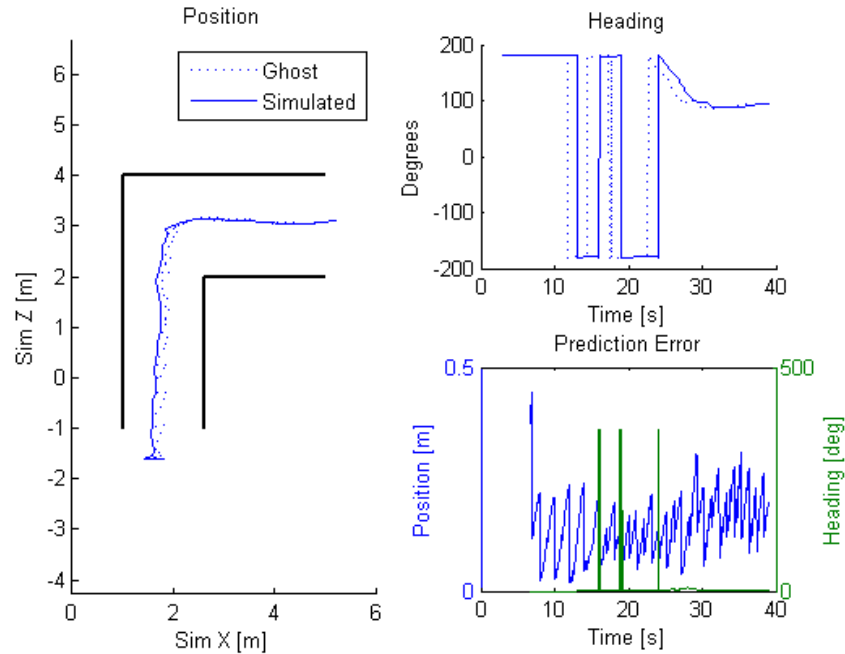 Position
Ghost
Simulated
6
5
4
3
2
1
0
-1
-2
-3
-4
Sim Z [m]
0
2
4
6
Sim X [m]
Heading
200
100
0
-100
-200
Degrees
0
10
20
30
40
Time [s]
Prediction Error
0.5
0
Position [m]
500
0
Heading [deg]
0
10
20
30
40
Time [s]